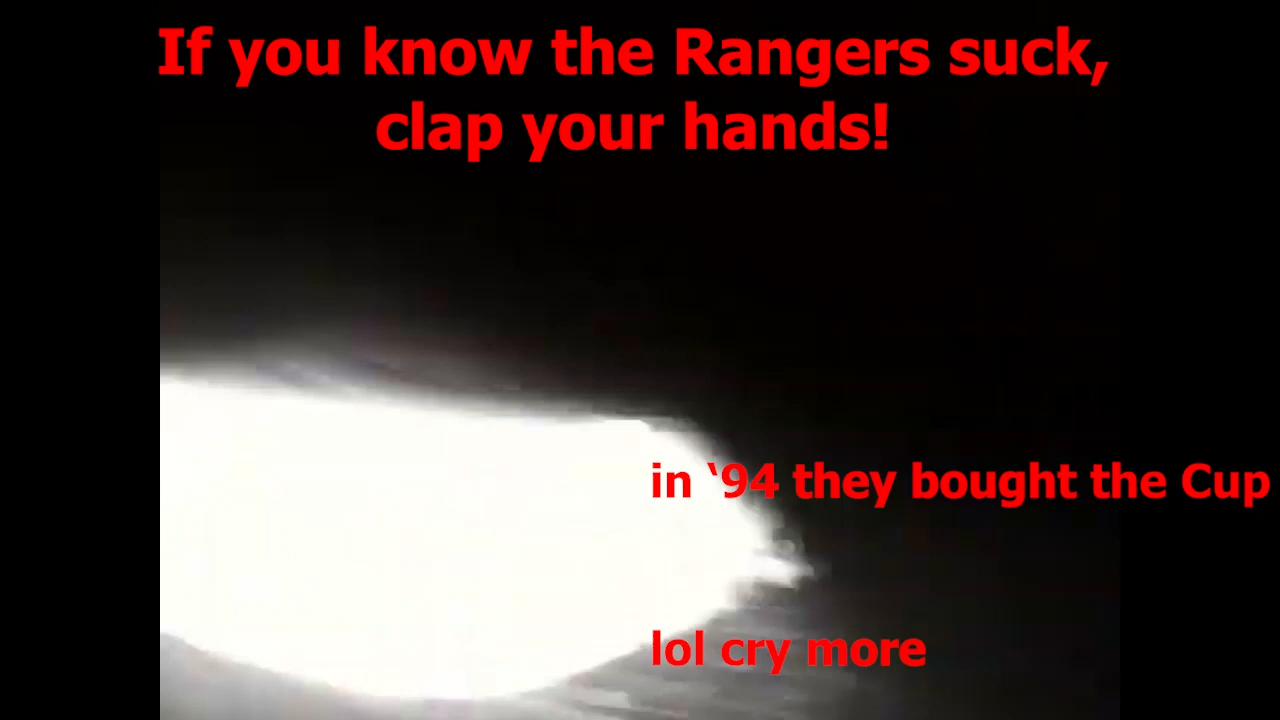 If you know the Rangers suck,
clap your hands!
in ‘94 they bought the Cup
lol cry more